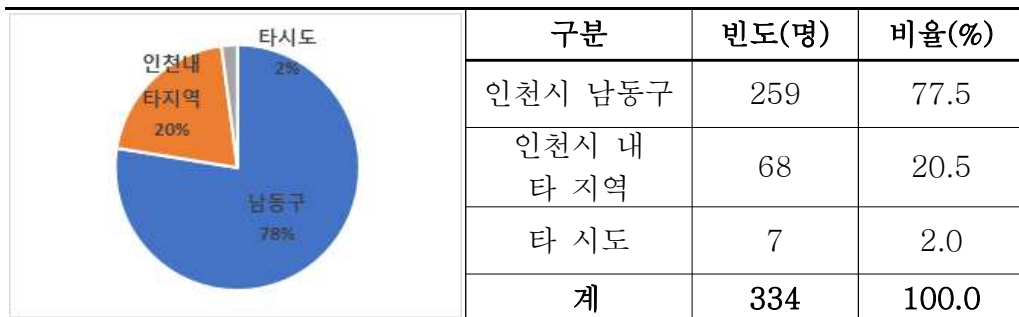 타시도
2%
인천내
타지역
20%
남동구
78%
구분 빈도(명) 비율(%)
인천시 남동구 259 77.5
인천시 내
타 지역 68 20.5
타 시도 7 2.0
계 334 100.0